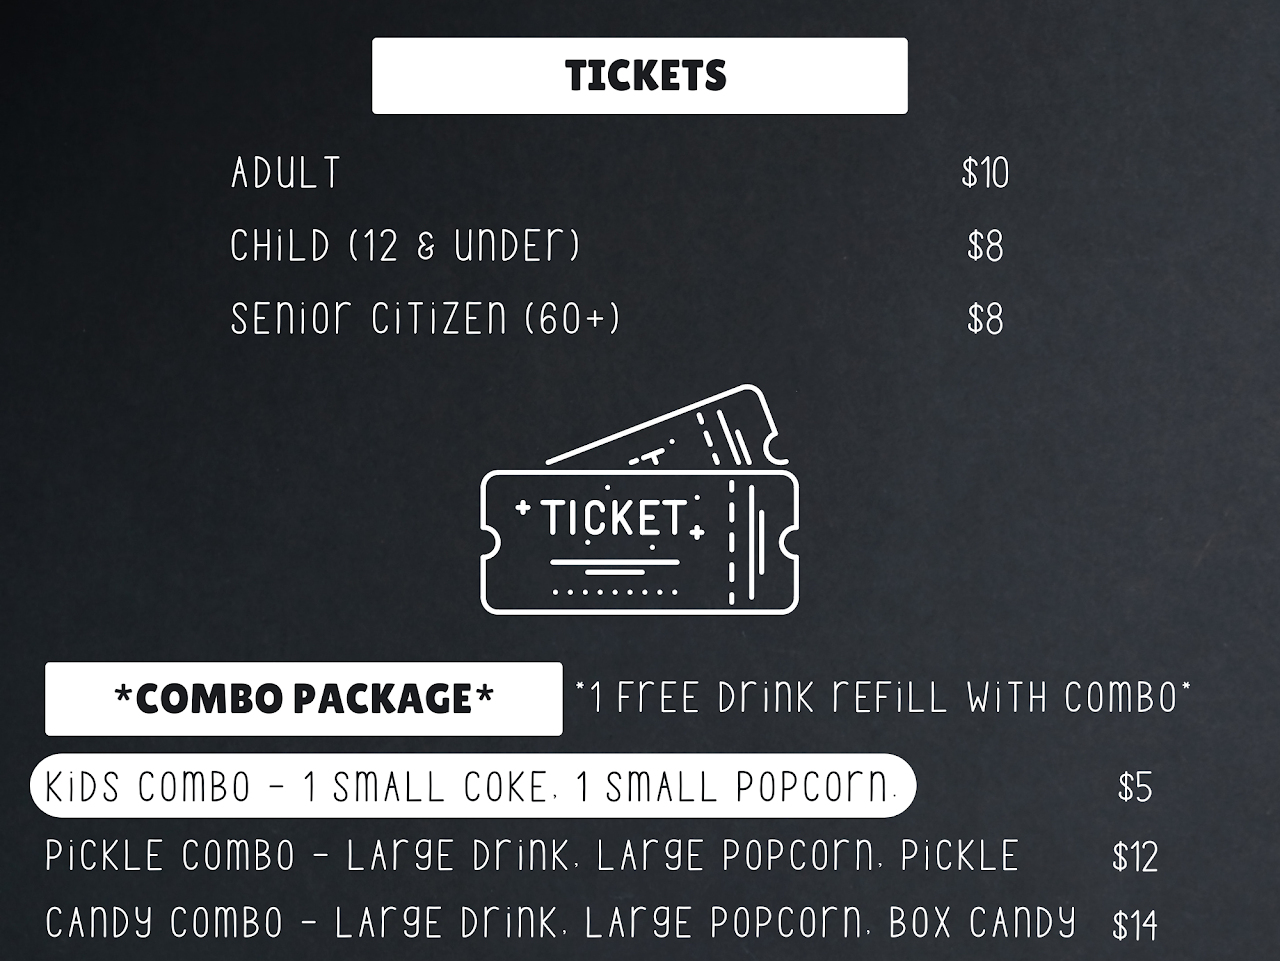 TICKETS
ADULT $10
CHiLD (12 & UNDER) $8
SENiOR CiTiZEN (60+) $8
TICKET
*COMBO PACKAGE* *1 FREE DRiNK REFiLL WiTH COMBO*
KiDS COMBO - 1 SMALL COKE, 1 SMALL POPCORN. $5
PiCKLE COMBO - LARGE DRiNK, LARGE POPCORN, PiCKLE $12
CANDY COMBO - LARGE DRiNK, LARGE POPCORN, BOX CANDY $14